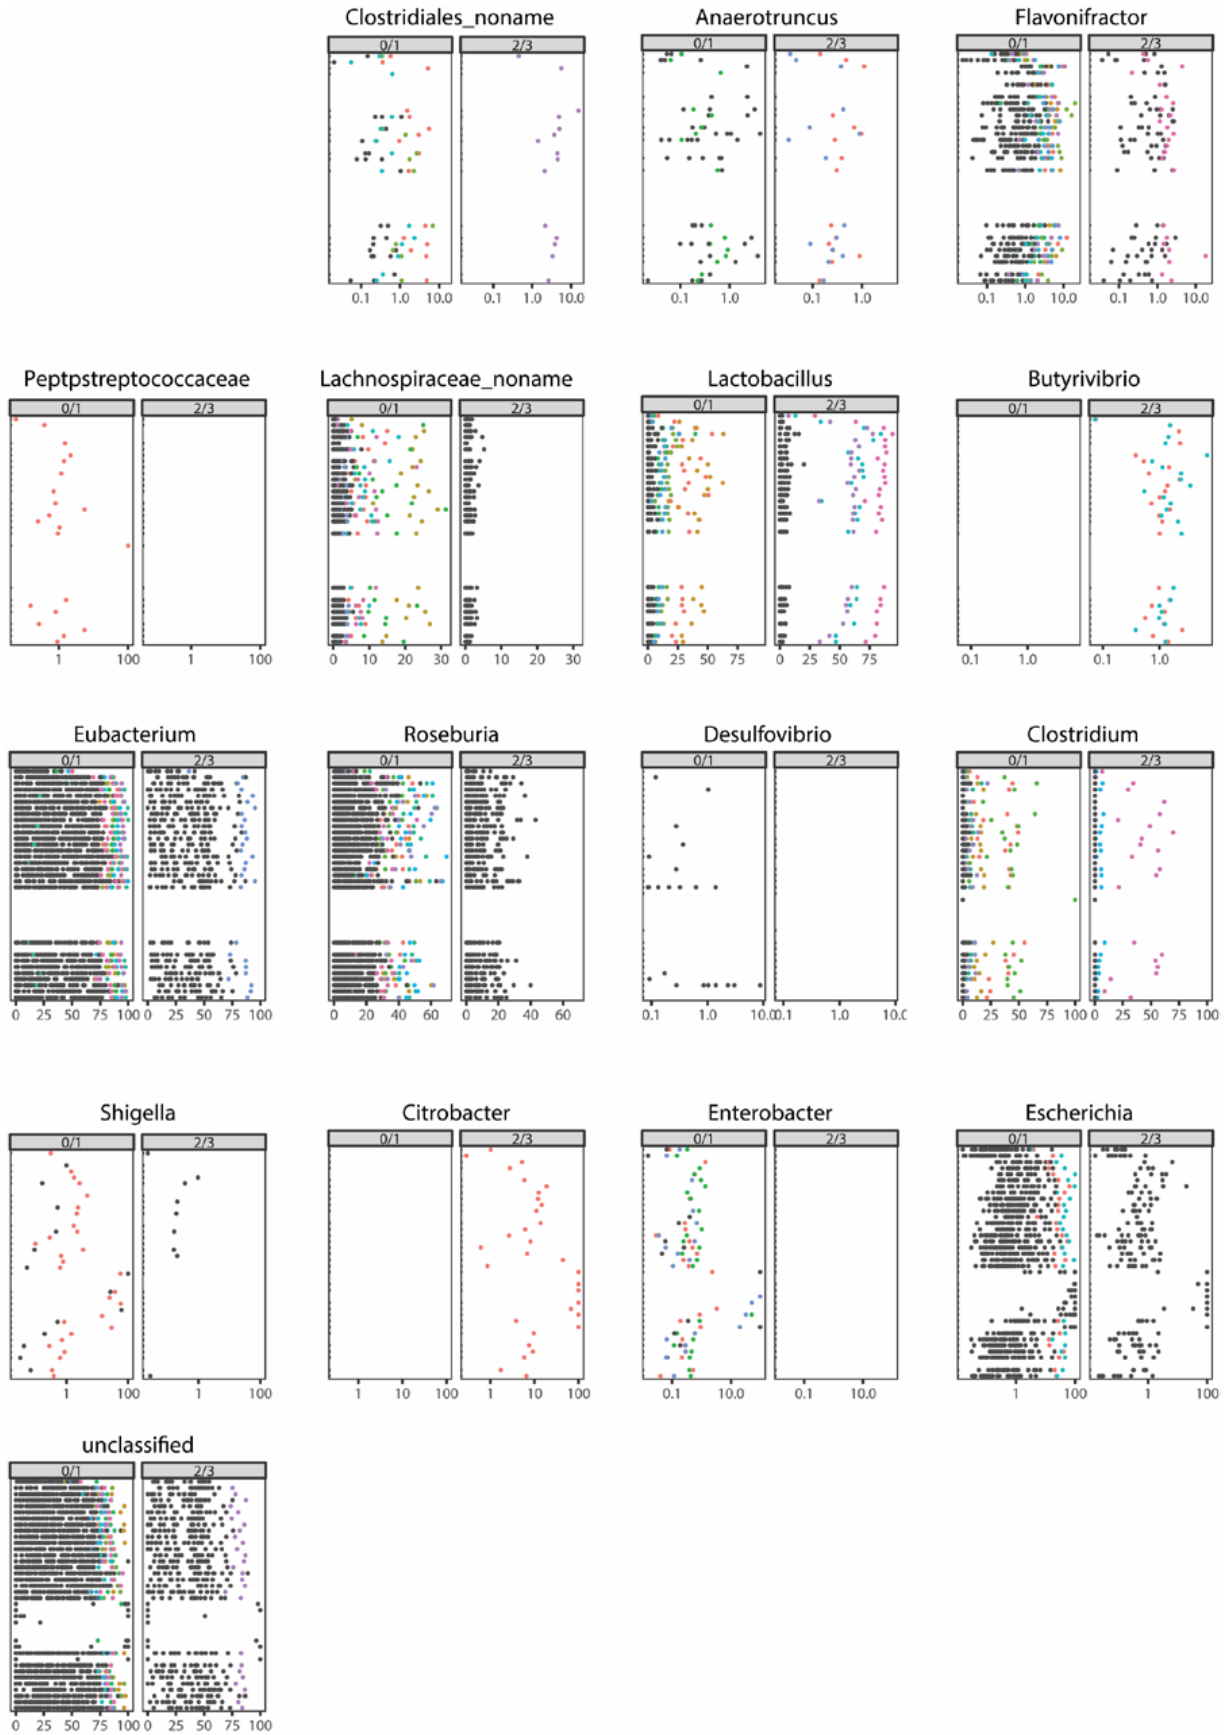 Clostridiales_noname Anaerotruncus Flavonifractor
0/1 2/3 0/1 2/3 0/1 2/3
0.1 1.0 10.0 0.1 1.0 10.0 0.1 1.0 0.1 1.0 0.1 1.0 10.0 0.1 1.0 10.0
Peptpstreptococcaceae Lachnospiraceae_noname Lactobacillus Butyrivibrio
0/1 2/3 0/1 2/3 0/1 2/3 0/1 2/3
1 100 1 100 0 10 20 30 0 10 20 30 0 25 50 75 0 25 50 75 0.1 1.0 0.1 1.0
Eubacterium Roseburia Desulfovibrio Clostridium
0/1 2/3 0/1 2/3 0/1 2/3 0/1 2/3
0 25 50 75 100 0 25 50 75 100 0 20 40 60 0 20 40 60 0.1 1.0 10.0 0.1 1.0 10.0 0 25 50 75 100 0 25 50 75 100
Shigella Citrobacter Enterobacter Escherichia
0/1 2/3 0/1 2/3 0/1 2/3 0/1 2/3
1 100 1 100 1 10 100 1 10 100 0.1 10.0 0.1 10.0 1 100 1 100
unclassified
0/1 2/3
0 25 50 75 100 0 25 50 75 100